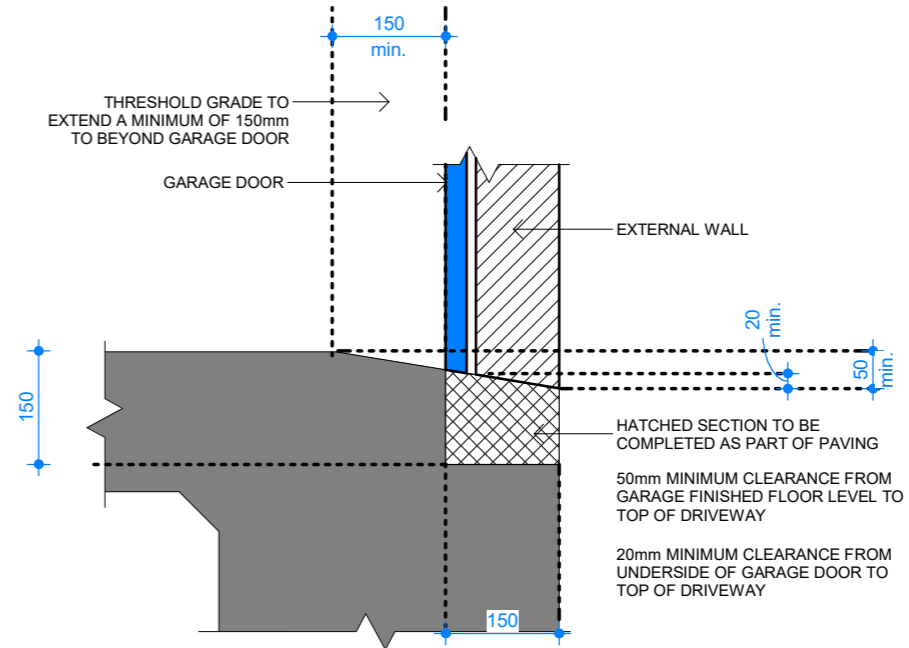 150
min.
THRESHOLD GRADE TO
EXTEND A MINIMUM OF 150mm
TO BEYOND GARAGE DOOR
GARAGE DOOR
EXTERNAL WALL
20
min.
50
min.
150
HATCHED SECTION TO BE
COMPLETED AS PART OF PAVING
50mm MINIMUM CLEARANCE FROM
GARAGE FINISHED FLOOR LEVEL TO
TOP OF DRIVEWAY
20mm MINIMUM CLEARANCE FROM
UNDERSIDE OF GARAGE DOOR TO
TOP OF DRIVEWAY
150